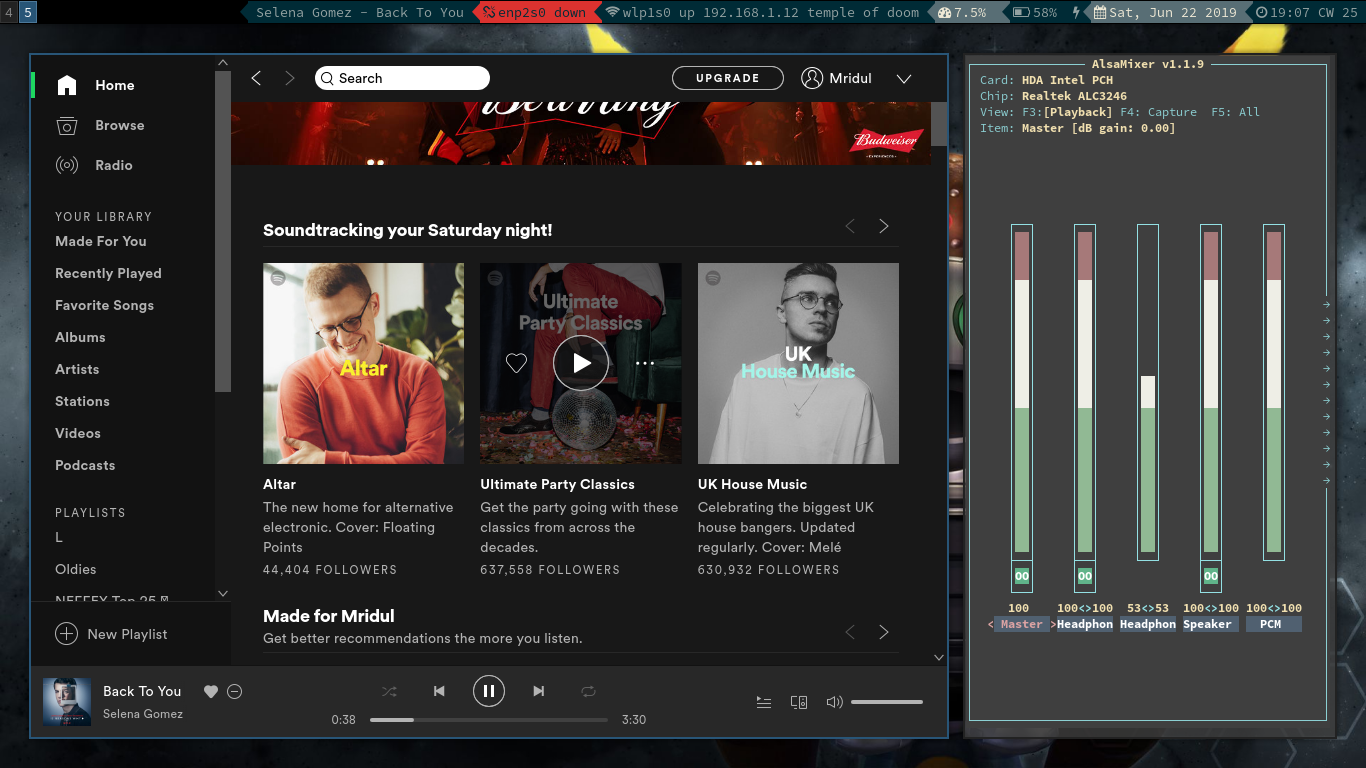 4 5 Selena Gomez - Back To You enp2s0 down wlp1s0 up 192.168.1.12 temple of doom 7.5% 58% Sat, Jun 22 2019 19:07 CW 25
Home
Browse
Radio
YOUR LIBRARY
Made For You
Recently Played
Favorite Songs
Albums
Artists
Stations
Videos
Podcasts
PLAYLISTS
L
Oldies
NEFFEX Top 25
New Playlist
Search
UPGRADE
Mridul
Budweiser
Soundtracking your Saturday night!
Altar
Ultimate
Party Classics
UK
House Music
Altar
The new home for alternative
electronic. Cover: Floating
Points
44,404 FOLLOWERS
Ultimate Party Classics
Get the party going with these
classics from across the
decades.
637,558 FOLLOWERS
UK House Music
Celebrating the biggest UK
house bangers. Updated
regularly. Cover: Melé
630,932 FOLLOWERS
Made for Mridul
Get better recommendations the more you listen.
Back To You
Selena Gomez
0:38
3:30
AlsaMixer v1.1.9
Card: HDA Intel PCH
Chip: Realtek ALC3246
View: F3:[Playback] F4: Capture F5: All
Item: Master [dB gain: 0.00]
OO OO OO
100 100<>100 53<>53 100<>100 100<>100
< Master >Headphon Headphon Speaker PCM